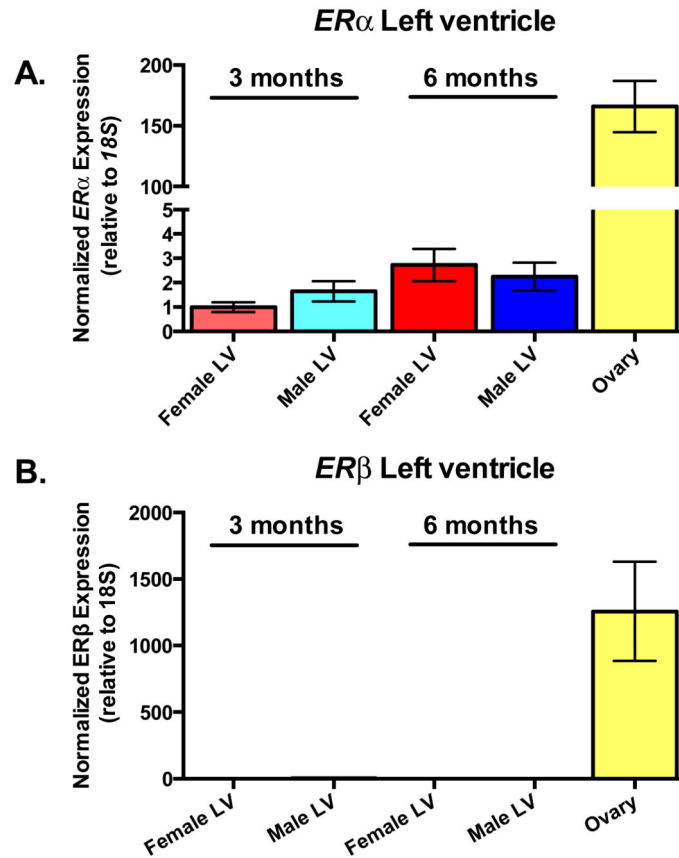 ERα Left ventricle
A.
Normalized ERα Expression
(relative to 18S)
200
150
100
5
4
3
2
1
0
3 months
6 months
Female LV
Male LV
Female LV
Male LV
Ovary
ERβ Left ventricle
B.
Normalized ERβ Expression
(relative to 18S)
2000
1500
1000
500
0
3 months
6 months
Female LV
Male LV
Female LV
Male LV
Ovary